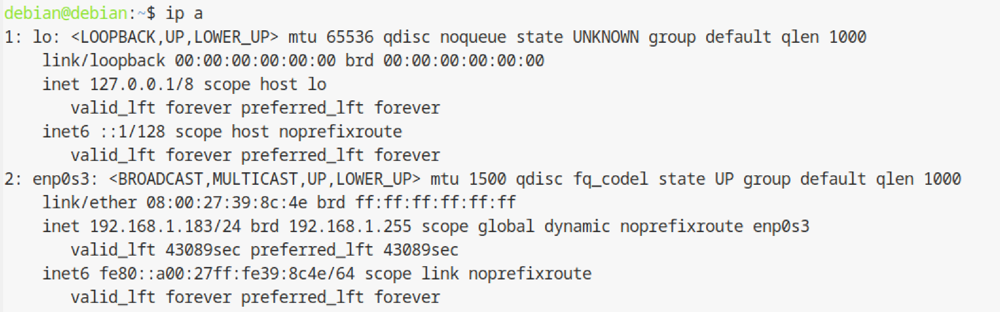 debian@debian:~$ ip a
1: lo: <LOOPBACK,UP,LOWER_UP> mtu 65536 qdisc noqueue state UNKNOWN group default qlen 1000
    link/loopback 00:00:00:00:00:00 brd 00:00:00:00:00:00
    inet 127.0.0.1/8 scope host lo
       valid_lft forever preferred_lft forever
    inet6 ::1/128 scope host noprefixroute
       valid_lft forever preferred_lft forever
2: enp0s3: <BROADCAST,MULTICAST,UP,LOWER_UP> mtu 1500 qdisc fq_codel state UP group default qlen 1000
    link/ether 08:00:27:39:8c:4e brd ff:ff:ff:ff:ff:ff
    inet 192.168.1.183/24 brd 192.168.1.255 scope global dynamic noprefixroute enp0s3
       valid_lft 43089sec preferred_lft 43089sec
    inet6 fe80::a00:27ff:fe39:8c4e/64 scope link noprefixroute
       valid_lft forever preferred_lft forever